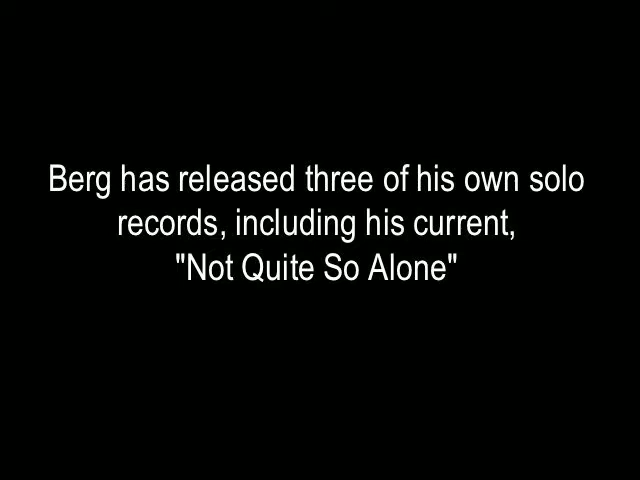 Berg has released three of his own solo
records, including his current,
"Not Quite So Alone"